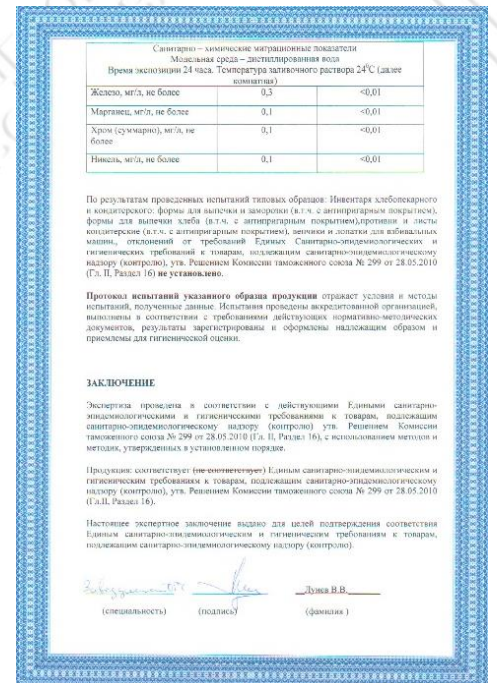 Санитарно – химические миграционные показатели
Модельная среда – дистиллированная вода
Время экспозиции 24 часа. Температура заливочного раствора 24⁰С (далее
комнатная)
Железо, мг/л, не более 0,3 <0,01
Марганец, мг/л, не более 0,1 <0,01
Хром (суммарно), мг/л, не более 0,1 <0,01
Никель, мг/л, не более 0,1 <0,01
По результатам проведенных испытаний типовых образцов: Инвентаря хлебопекарного
и кондитерского: формы для выпечки и заморозки (в.т.ч. с антипригарным покрытием),
формы для выпечки хлеба (в.т.ч. с антипригарным покрытием),противни и листы
кондитерские (в.т.ч. с антипригарным покрытием), венчики и лопатки для взбивальных
машин,, отклонений от требований Единых Санитарно-эпидемиологических и
гигиенических требований к товарам, подлежащим санитарно-эпидемиологическому
надзору (контролю), утв. Решением Комиссии таможенного союза № 299 от 28.05.2010
(Гл. II, Раздел 16) не установлено.
Протокол испытаний указанного образца продукции отражает условия и методы
испытаний, полученные данные. Испытания проведены аккредитованной организацией,
выполнены в соответствии с требованиями действующих нормативно-методических
документов, результаты зарегистрированы и оформлены надлежащим образом и
приемлемы для гигиенической оценки.
ЗАКЛЮЧЕНИЕ
Экспертиза проведена в соответствии с действующими Едиными санитарно-
эпидемиологическими и гигиеническими требованиями к товарам, подлежащим
санитарно-эпидемиологическому надзору (контролю) утв. Решением Комиссии
таможенного союза № 299 от 28.05.2010 (Гл. II, Раздел 16), с использованием методов и
методик, утвержденных в установленном порядке.
Продукция: соответствует (не соответствует) Единым санитарно-эпидемиологическим и
гигиеническим требованиям к товарам, подлежащим санитарно-эпидемиологическому
надзору (контролю), утв. Решением Комиссии таможенного союза № 299 от 28.05.2010
(Гл.II, Раздел 16).
Настоящее экспертное заключение выдано для целей подтверждения соответствия
Единым санитарно-эпидемиологическим и гигиеническим требованиям к товарам,
подлежащим санитарно-эпидемиологическому надзору (контролю).
Лунев В.В.
(специальность) (подпись) (фамилия )